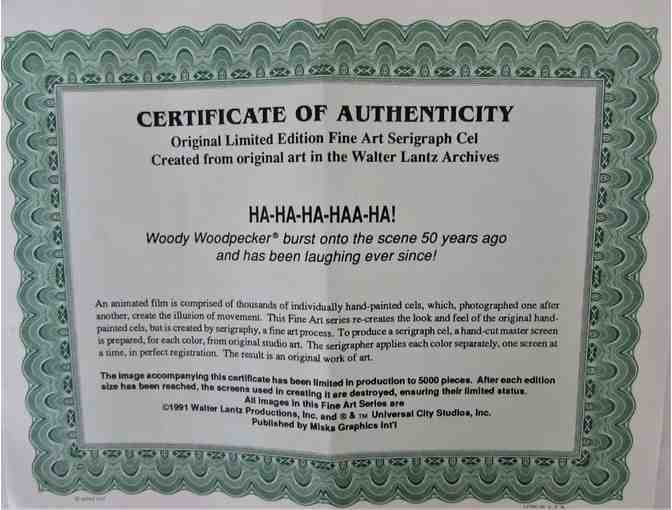 CERTIFICATE OF AUTHENTICITY
Original Limited Edition Fine Art Serigraph Cel
Created from original art in the Walter Lantz Archives
HA-HA-HA-HAA-HA!
Woody Woodpecker® burst onto the scene 50 years ago
and has been laughing ever since!
An animated film is comprised of thousands of individually hand-painted cels, which, photographed one after
another, create the illusion of movement. This Fine Art series re-creates the look and feel of the original hand-
painted cels, but is created by serigraphy, a fine art process. To produce a serigraph cel, a hand-cut master screen
is prepared, for each color, from original studio art. The serigrapher applies each color separately, one screen at
a time, in perfect registration. The result is an original work of art.
The image accompanying this certificate has been limited in production to 5000 pieces. After each edition
size has been reached, the screens used in creating it are destroyed, ensuring their limited status.
All images in this Fine Art Series are
©1991 Walter Lantz Productions, Inc. and ® & TM Universal City Studios, Inc.
Published by Miska Graphics Int'l